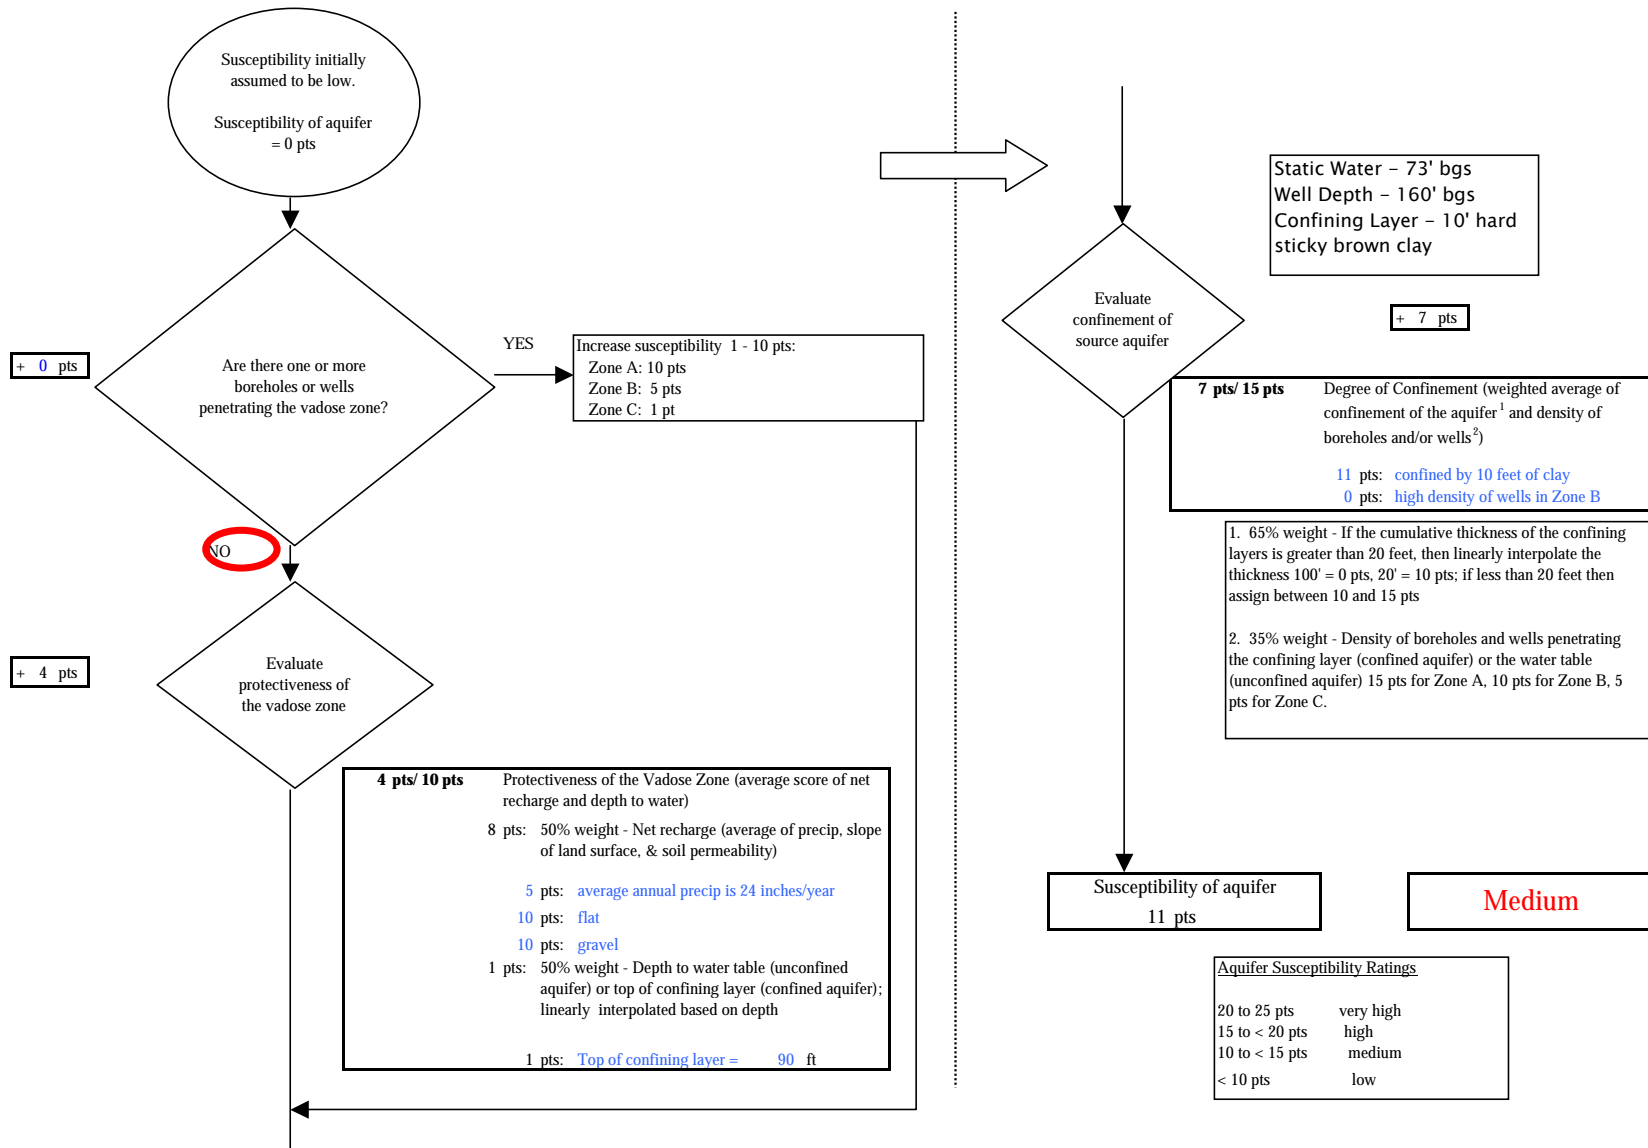 Susceptibility initially
assumed to be low.
Susceptibility of aquifer
= 0 pts
+ 0 pts
Are there one or more
boreholes or wells
penetrating the vadose zone?
YES
Increase susceptibility 1 - 10 pts:
Zone A: 10 pts
Zone B: 5 pts
Zone C: 1 pt
NO
+ 4 pts
Evaluate
protectiveness of
the vadose zone
4 pts/ 10 pts Protectiveness of the Vadose Zone (average score of net
recharge and depth to water)
8 pts: 50% weight - Net recharge (average of precip, slope
of land surface, & soil permeability)
5 pts: average annual precip is 24 inches/year
10 pts: flat
10 pts: gravel
1 pts: 50% weight - Depth to water table (unconfined
aquifer) or top of confining layer (confined aquifer);
linearly interpolated based on depth
1 pts: Top of confining layer = 90 ft
Static Water – 73' bgs
Well Depth – 160' bgs
Confining Layer – 10' hard
sticky brown clay
Evaluate
confinement of
source aquifer
+ 7 pts
7 pts/ 15 pts Degree of Confinement (weighted average of
confinement of the aquifer1 and density of
boreholes and/or wells2)
11 pts: confined by 10 feet of clay
0 pts: high density of wells in Zone B
1. 65% weight - If the cumulative thickness of the confining
layers is greater than 20 feet, then linearly interpolate the
thickness 100' = 0 pts, 20' = 10 pts; if less than 20 feet then
assign between 10 and 15 pts
2. 35% weight - Density of boreholes and wells penetrating
the confining layer (confined aquifer) or the water table
(unconfined aquifer) 15 pts for Zone A, 10 pts for Zone B, 5
pts for Zone C.
Susceptibility of aquifer
11 pts
Medium
Aquifer Susceptibility Ratings
20 to 25 pts very high
15 to < 20 pts high
10 to < 15 pts medium
< 10 pts low